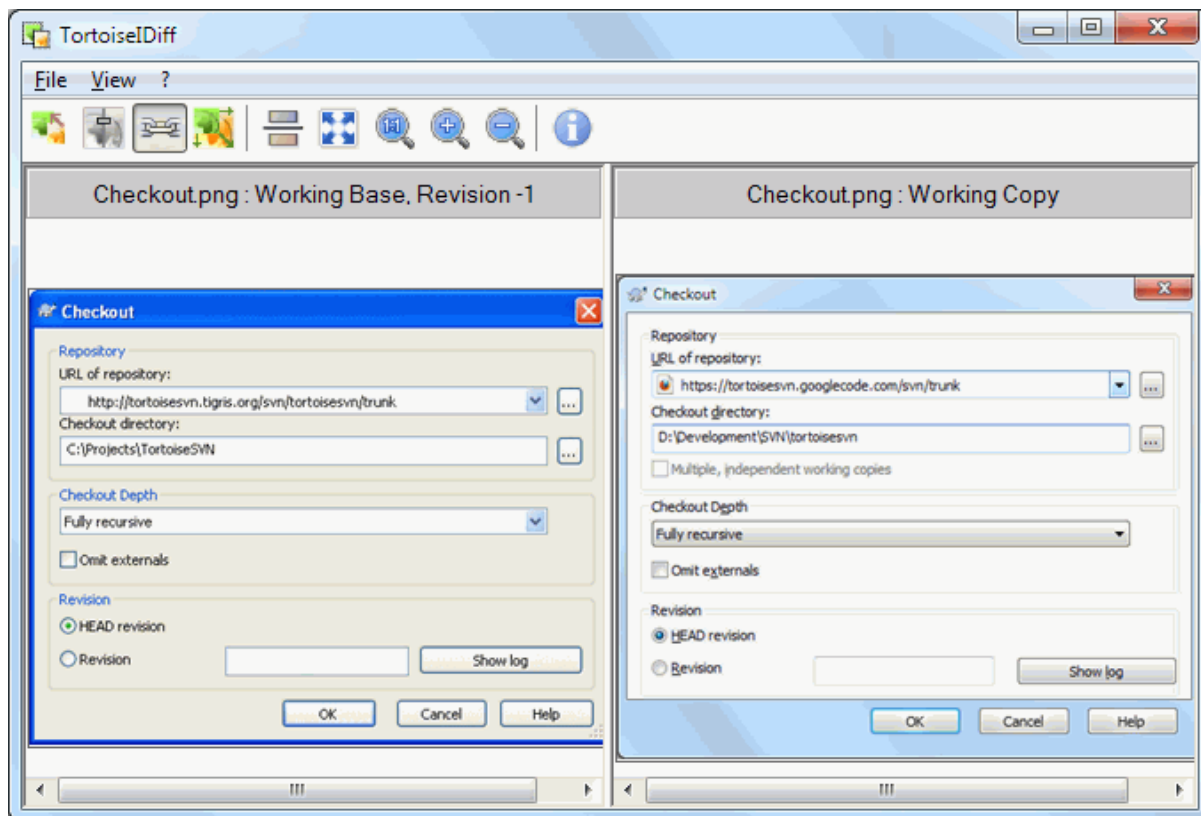 TortoiseIDiff
File View ?
1:1
Checkout.png : Working Base, Revision -1
Checkout
Repository
URL of repository:
http://tortoisesvn.tigris.org/svn/tortoisesvn/trunk
...
Checkout directory:
C:\Projects\TortoiseSVN
...
Checkout Depth
Fully recursive
Omit externals
Revision
HEAD revision
Revision
Show log
OK Cancel Help
Checkout.png : Working Copy
Checkout
Repository
URL of repository:
https://tortoisesvn.googlecode.com/svn/trunk
...
Checkout directory:
D:\Development\SVN\tortoisesvn
...
Multiple, independent working copies
Checkout Depth
Fully recursive
Omit externals
Revision
HEAD revision
Revision
Show log
OK Cancel Help